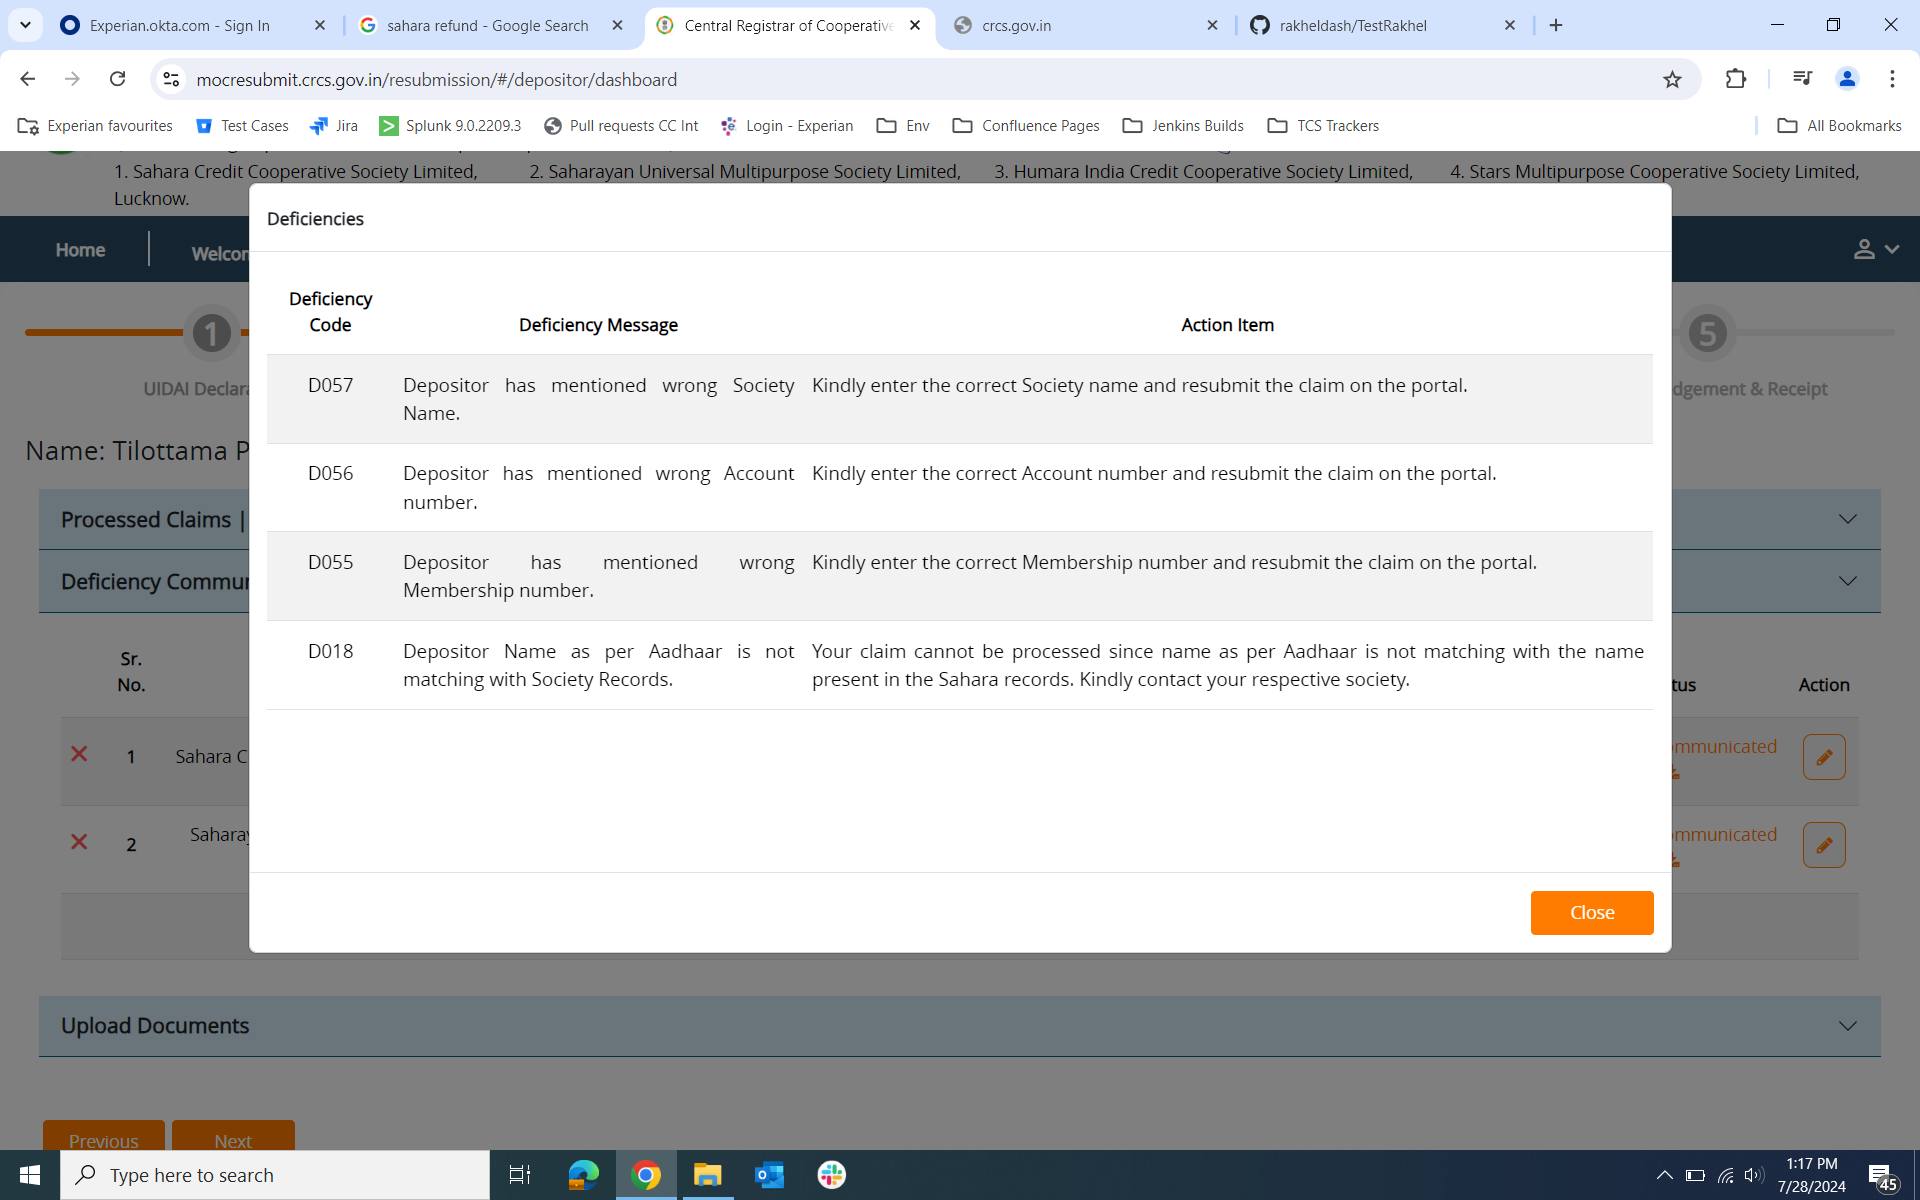 Experian.okta.com - Sign In
sahara refund - Google Search
Central Registrar of Cooperative
crcs.gov.in
rakheldash/TestRakhel
mocresubmit.crcs.gov.in/resubmission/#/depositor/dashboard
Experian favourites
Test Cases
Jira
Splunk 9.0.2209.3
Pull requests CC Int
Login - Experian
Env
Confluence Pages
Jenkins Builds
TCS Trackers
All Bookmarks
1. Sahara Credit Cooperative Society Limited,
Lucknow.
2. Saharayan Universal Multipurpose Society Limited,
3. Humara India Credit Cooperative Society Limited,
4. Stars Multipurpose Cooperative Society Limited,
Home
Deficiencies
Deficiency
Code
Deficiency Message
Action Item
D057
Depositor has mentioned wrong Society
Name.
Kindly enter the correct Society name and resubmit the claim on the portal.
D056
Depositor has mentioned wrong Account
number.
Kindly enter the correct Account number and resubmit the claim on the portal.
D055
Depositor has mentioned wrong
Membership number.
Kindly enter the correct Membership number and resubmit the claim on the portal.
D018
Depositor Name as per Aadhaar is not
matching with Society Records.
Your claim cannot be processed since name as per Aadhaar is not matching with the name
present in the Sahara records. Kindly contact your respective society.
Close
1
UIDAI
5
& Receipt
Name: Tilottama P
Processed Claims |
Deficiency
Sr.
No.
Action
1
Sahara C
2
Upload Documents
Previous
Next
Type here to search
1:17 PM
7/28/2024
45